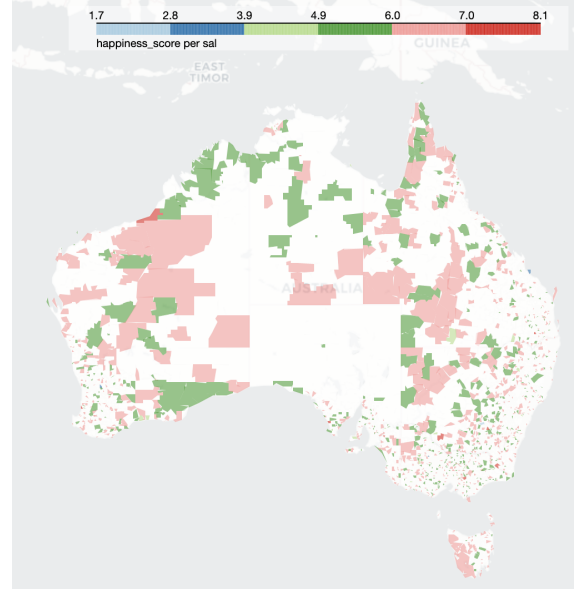 1.7 2.8 3.9 4.9 6.0 7.0 8.1
happiness_score per sal
GUINEA
EAST
TIMOR
AUSTRALIA